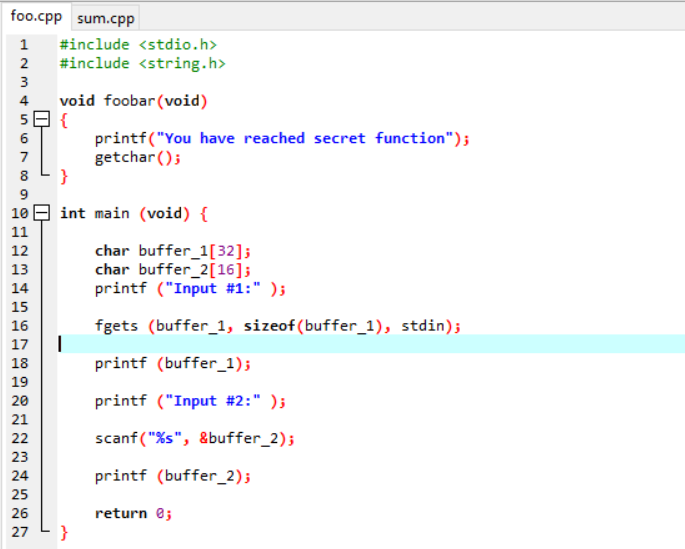 foo.cpp sum.cpp
1 #include <stdio.h>
2 #include <string.h>
3
4 void foobar(void)
5 {
6 printf("You have reached secret function");
7 getchar();
8 }
9
10 int main (void) {
11
12 char buffer_1[32];
13 char buffer_2[16];
14 printf ("Input #1:" );
15
16 fgets (buffer_1, sizeof(buffer_1), stdin);
17
18 printf (buffer_1);
19
20 printf ("Input #2:" );
21
22 scanf("%s", &buffer_2);
23
24 printf (buffer_2);
25
26 return 0;
27 }